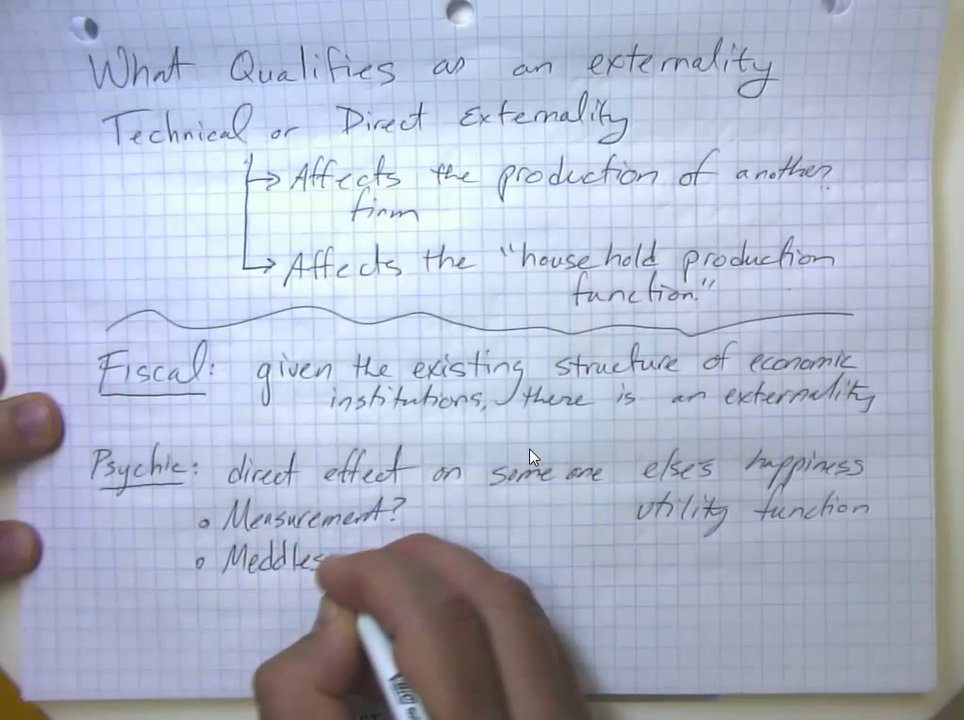 What Qualifies as an externality
Technical or Direct Externality
→ Affects the production of another
firm
→ Affects the "household production
function."
Fiscal: given the existing structure of economic
institutions, there is an externality
Psychic: direct effect on someone else's happiness
utility function
• Measurement?
• Meddles